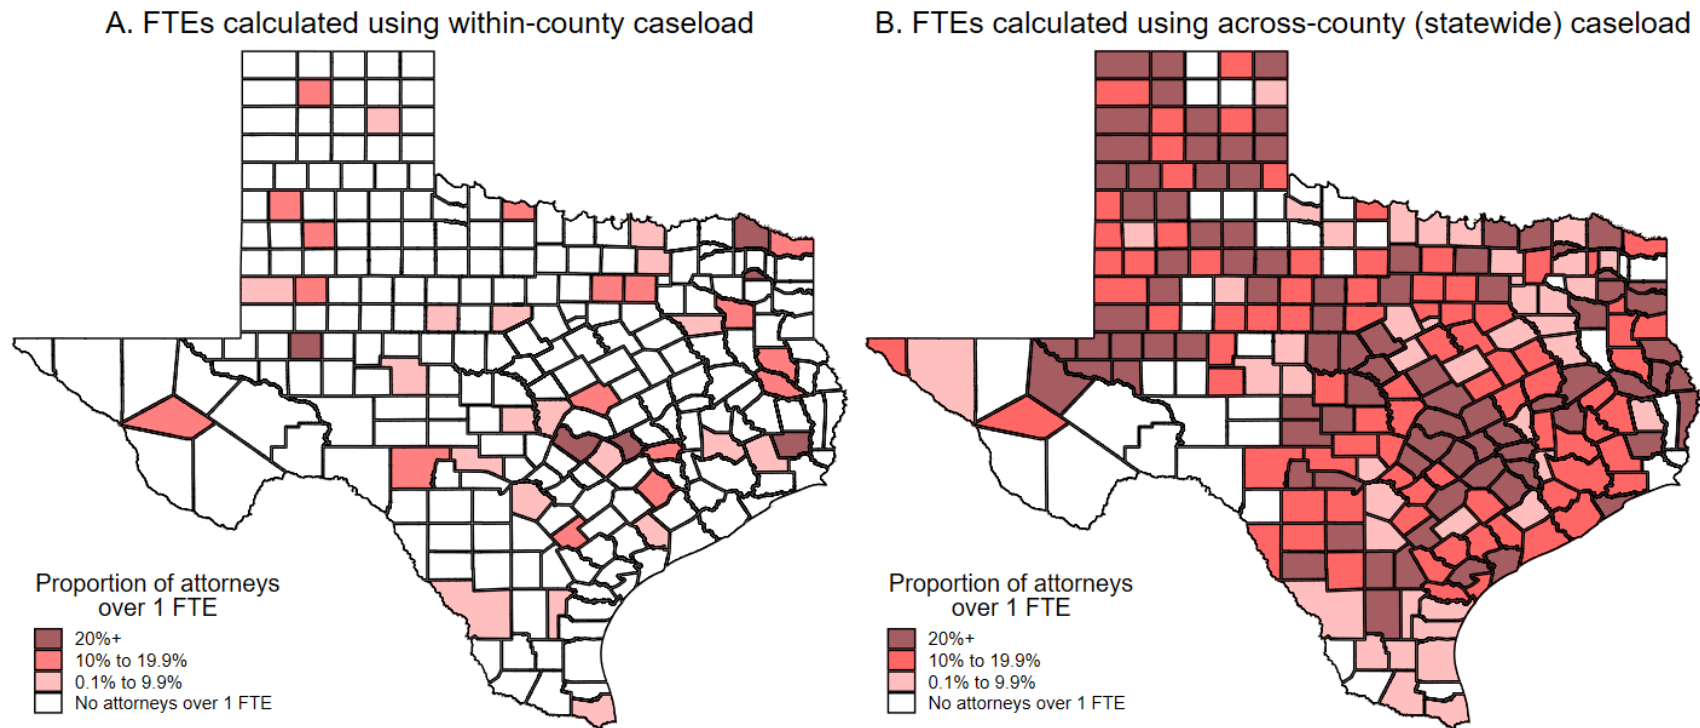 A. FTEs calculated using within-county caseload
B. FTEs calculated using across-county (statewide) caseload
Proportion of attorneys
over 1 FTE
20%+
10% to 19.9%
0.1% to 9.9%
No attorneys over 1 FTE
Proportion of attorneys
over 1 FTE
20%+
10% to 19.9%
0.1% to 9.9%
No attorneys over 1 FTE